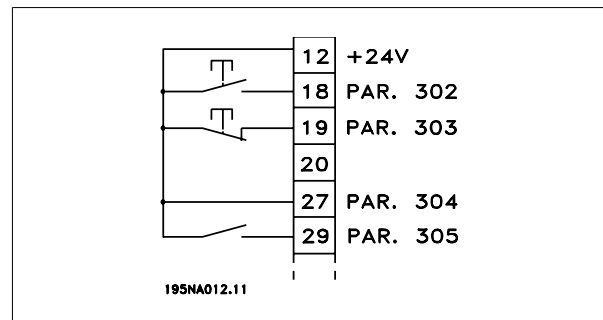 12 +24V
18 PAR. 302
19 PAR. 303
20
27 PAR. 304
29 PAR. 305
195NA012.11